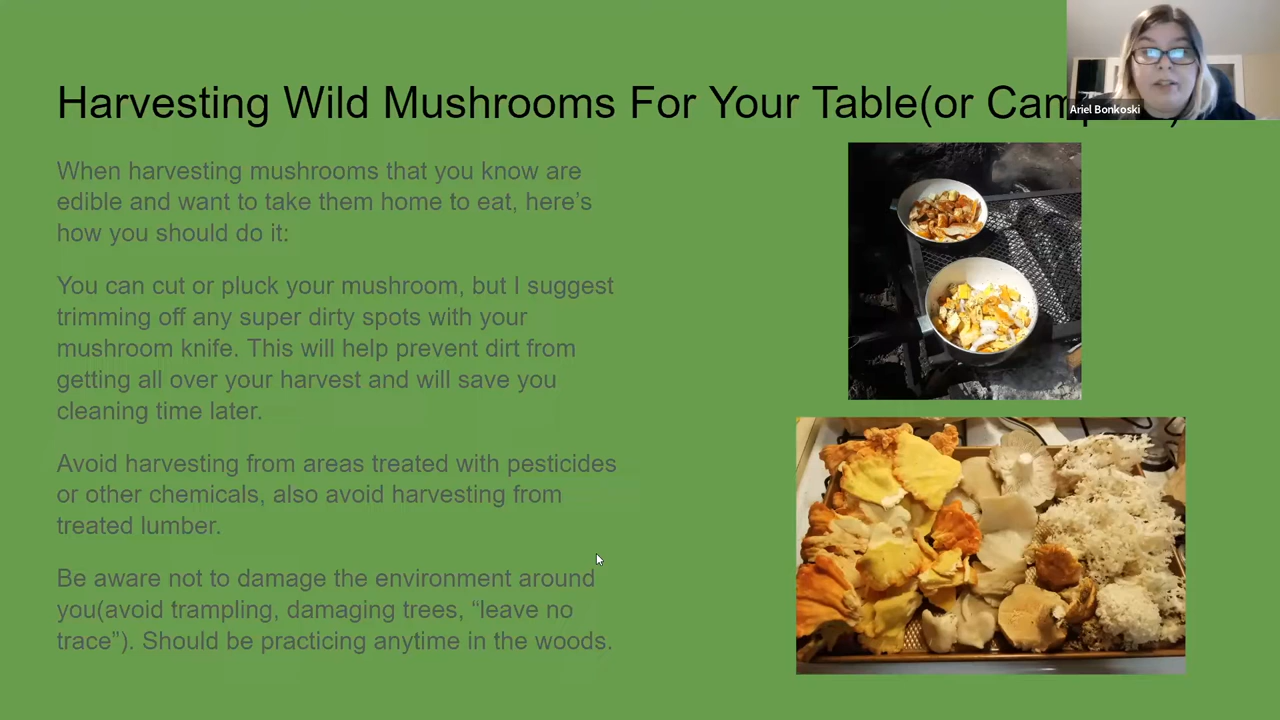 Harvesting Wild Mushrooms For Your Table(or
Ariel Bonkoski
When harvesting mushrooms that you know are
edible and want to take them home to eat, here’s
how you should do it:
You can cut or pluck your mushroom, but I suggest
trimming off any super dirty spots with your
mushroom knife. This will help prevent dirt from
getting all over your harvest and will save you
cleaning time later.
Avoid harvesting from areas treated with pesticides
or other chemicals, also avoid harvesting from
treated lumber.
Be aware not to damage the environment around
you(avoid trampling, damaging trees, “leave no
trace”). Should be practicing anytime in the woods.